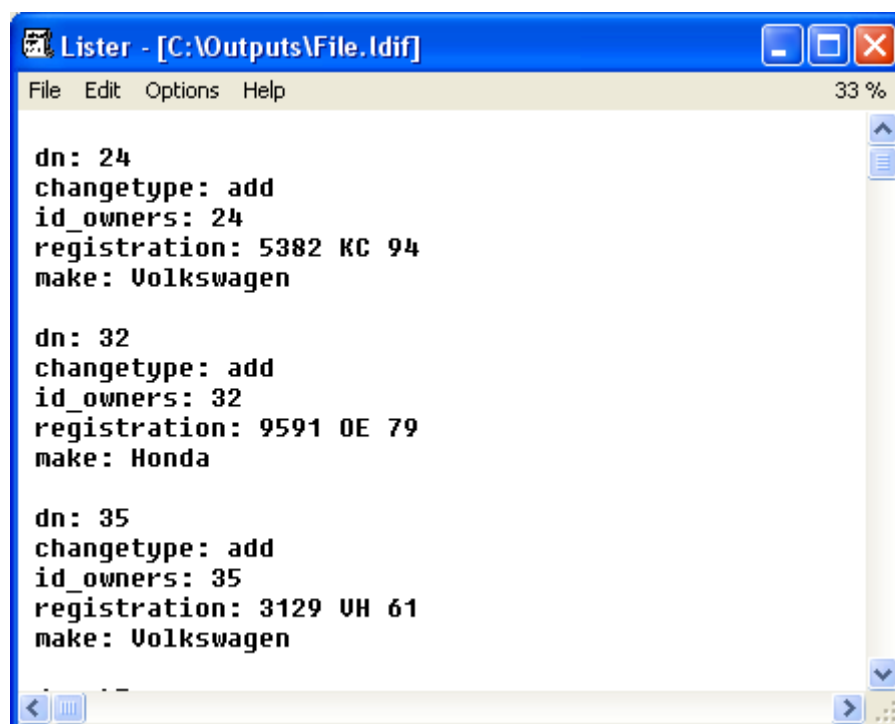 Lister - [C:\Outputs\File.ldif]
File Edit Options Help 33 %
dn: 24
changetype: add
id_owners: 24
registration: 5382 KC 94
make: Volkswagen
dn: 32
changetype: add
id_owners: 32
registration: 9591 OE 79
make: Honda
dn: 35
changetype: add
id_owners: 35
registration: 3129 VH 61
make: Volkswagen